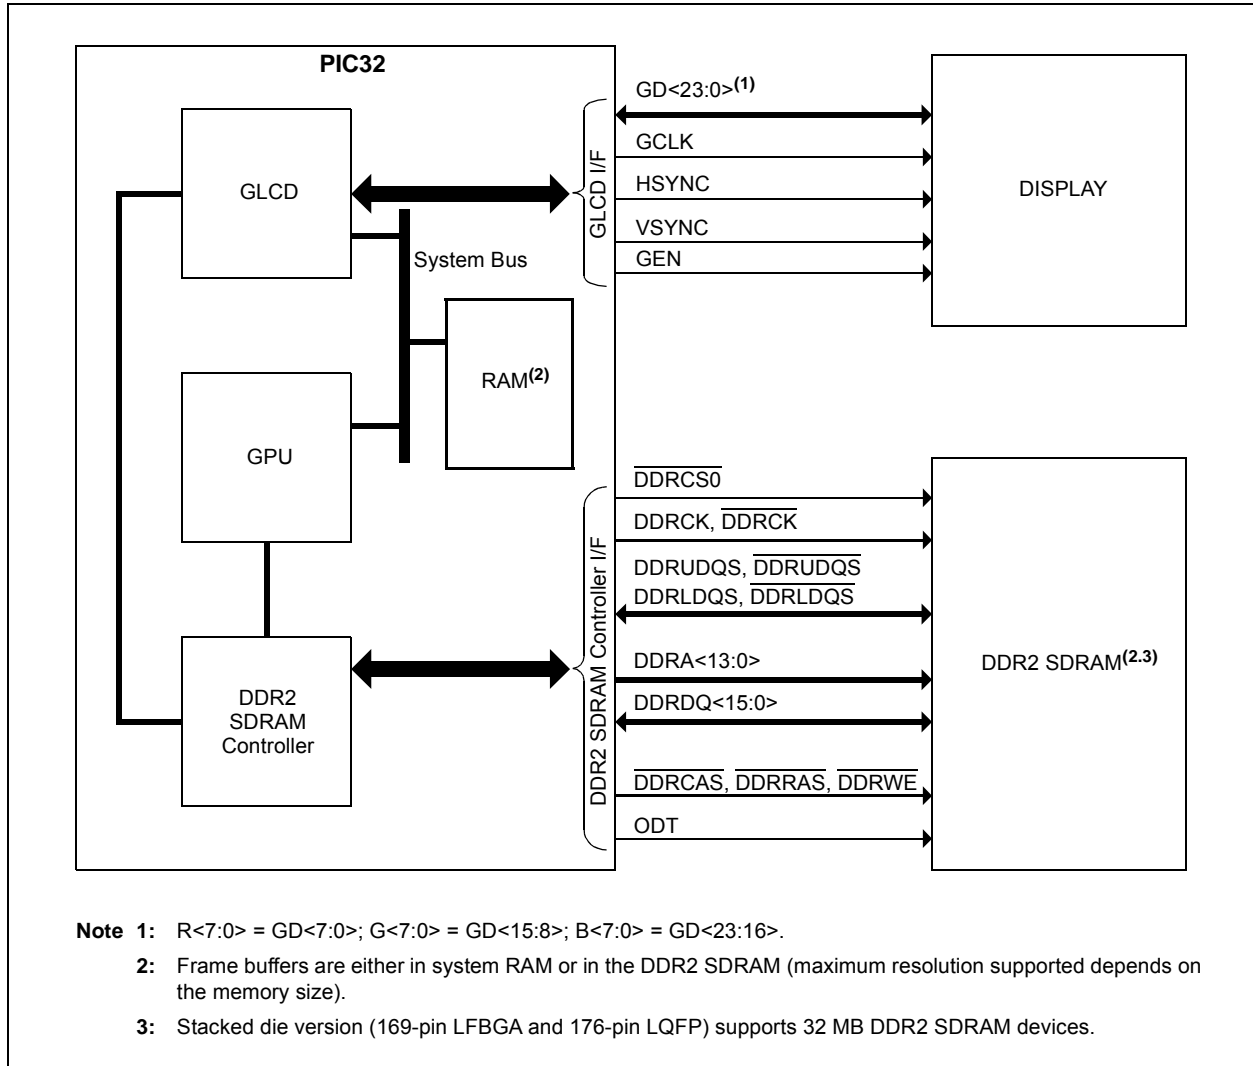 PIC32
GLCD
System Bus
RAM(2)
GPU
DDR2
SDRAM
Controller
GLCD I/F
GD<23:0>(1)
GCLK
HSYNC
VSYNC
GEN
DISPLAY
DDR2 SDRAM Controller I/F
DDRCS0
DDRCK, DDRCK
DDRUDQS, DDRUDQS
DDRLDQS, DDRLDQS
DDRA<13:0>
DDRDQ<15:0>
DDRCAS, DDRRAS, DDRWE
ODT
DDR2 SDRAM(2.3)
Note 1: R<7:0> = GD<7:0>; G<7:0> = GD<15:8>; B<7:0> = GD<23:16>.
2: Frame buffers are either in system RAM or in the DDR2 SDRAM (maximum resolution supported depends on
the memory size).
3: Stacked die version (169-pin LFBGA and 176-pin LQFP) supports 32 MB DDR2 SDRAM devices.